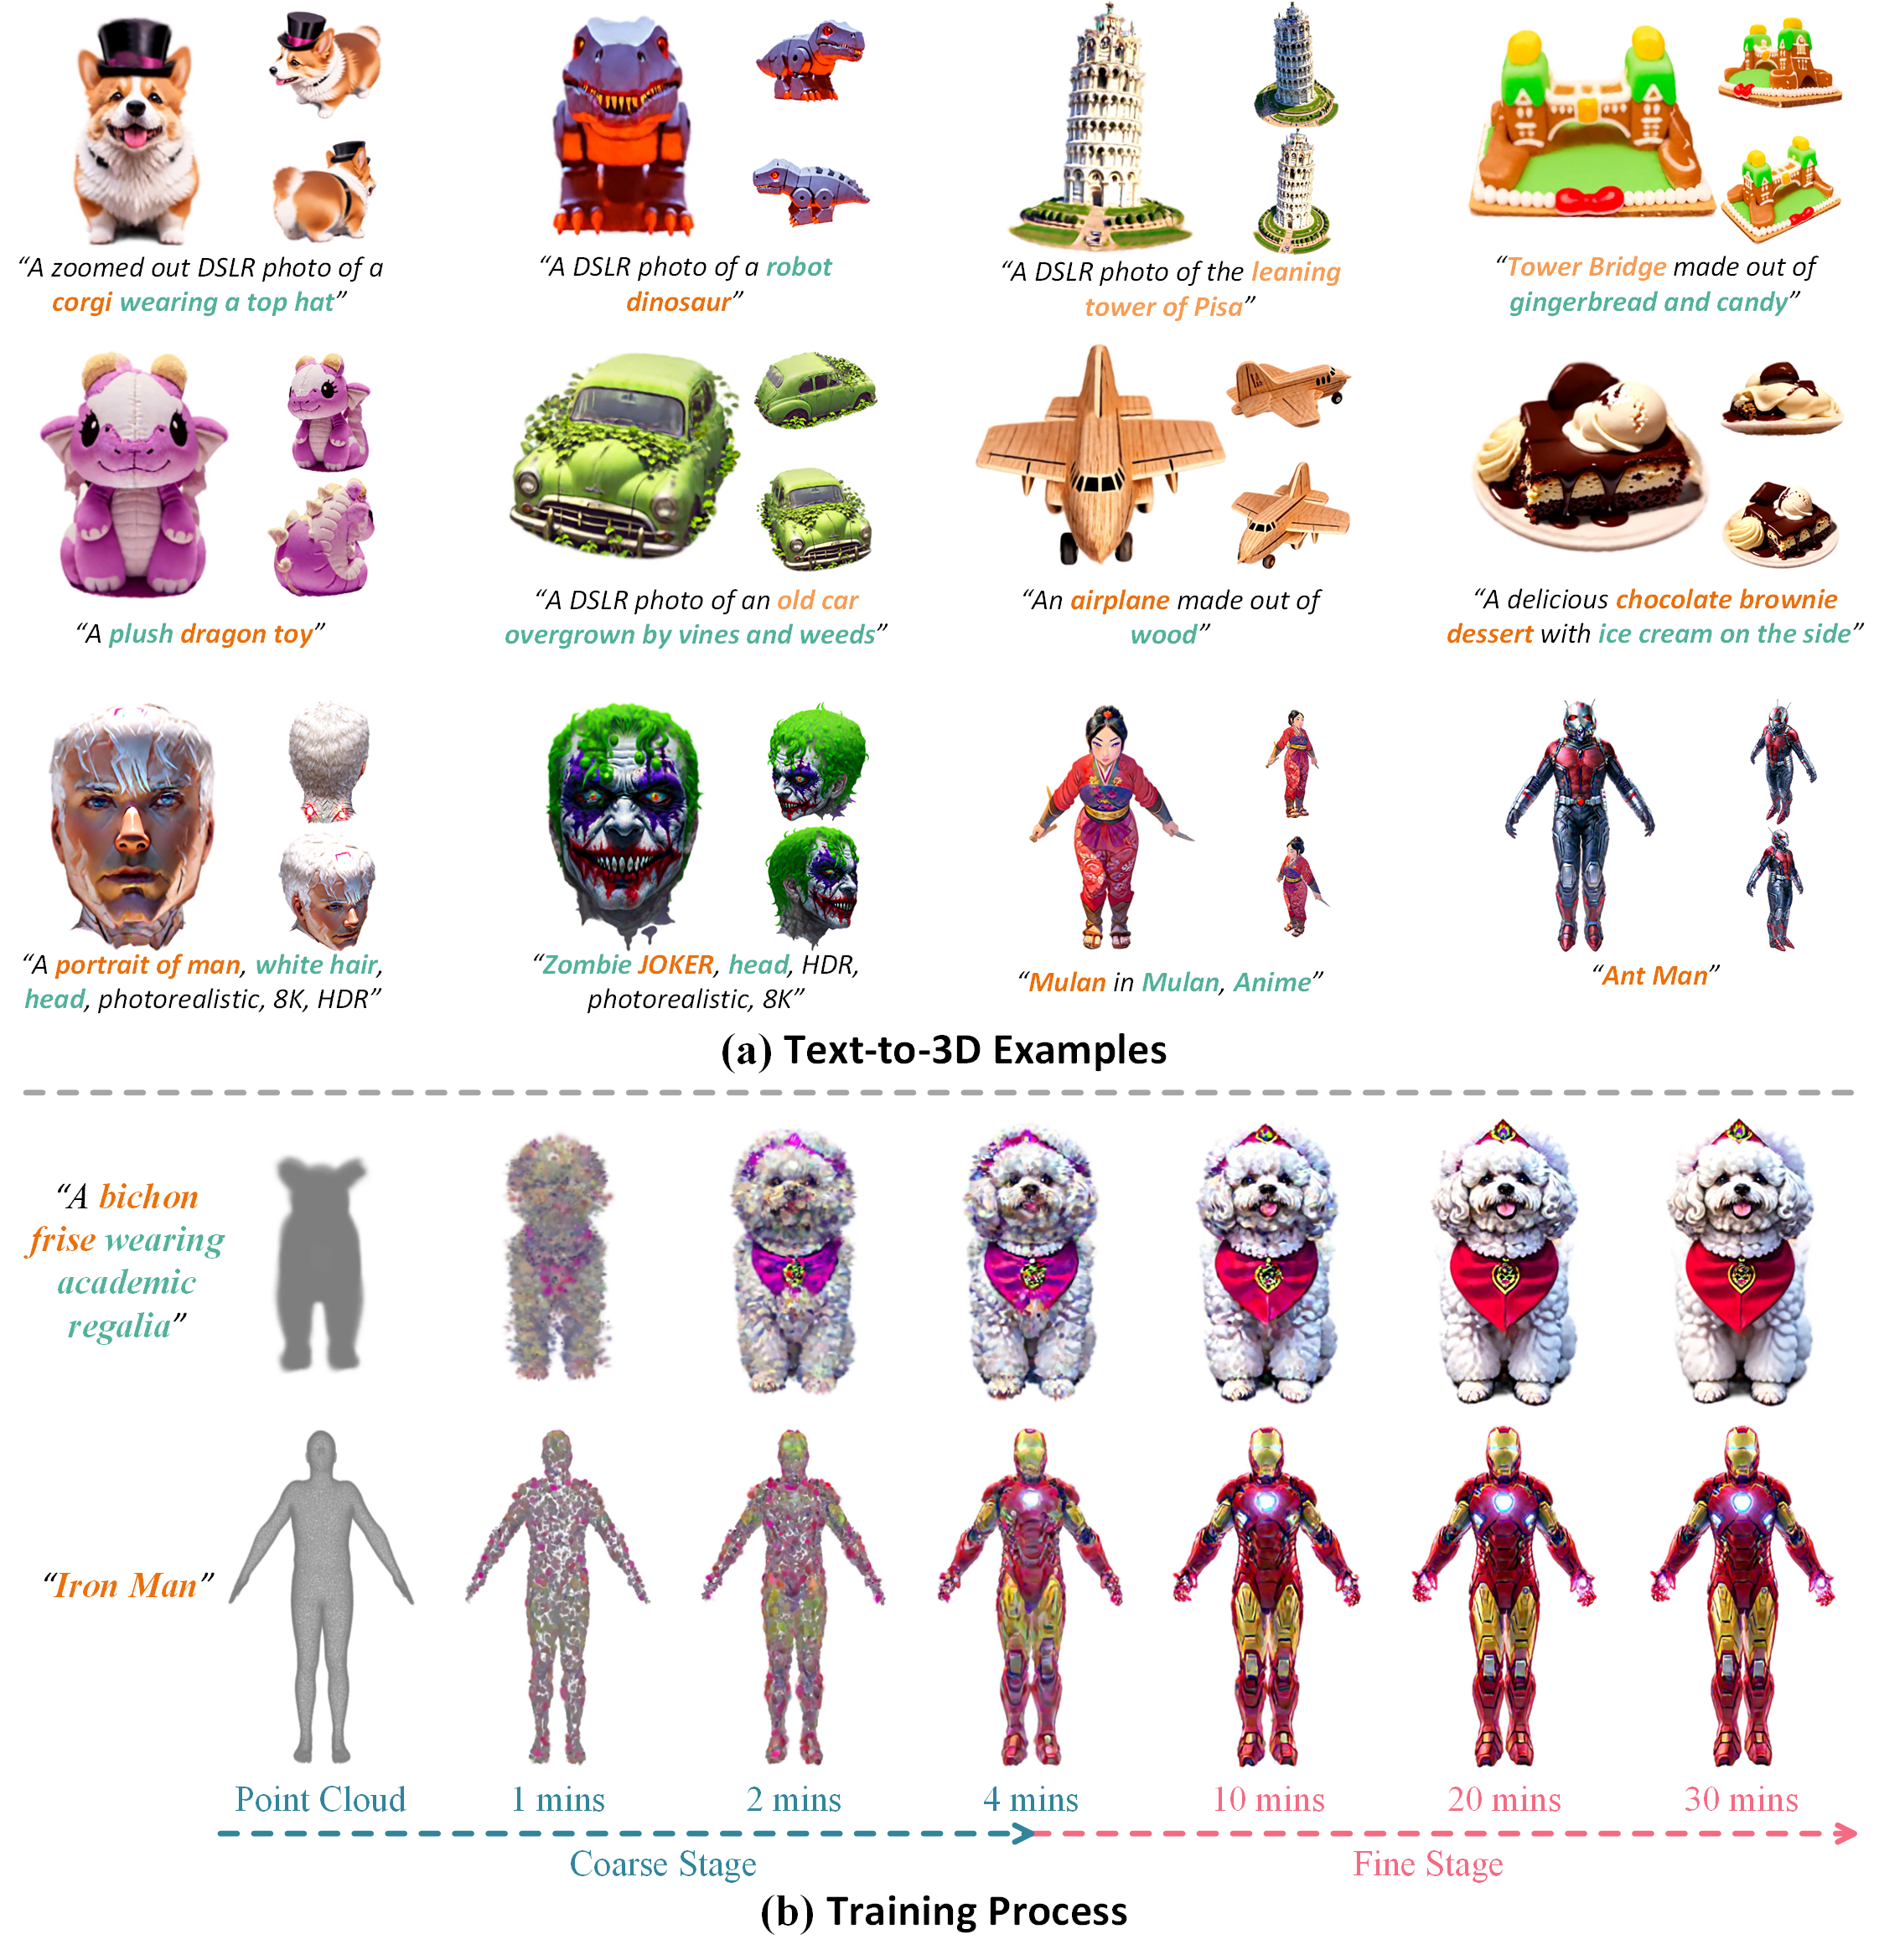 “A zoomed out DSLR photo of a
corgi wearing a top hat”
“A DSLR photo of a robot
dinosaur”
“A DSLR photo of the leaning
tower of Pisa”
“Tower Bridge made out of
gingerbread and candy”
“A plush dragon toy”
“A DSLR photo of an old car
overgrown by vines and weeds”
“An airplane made out of
wood”
“A delicious chocolate brownie
dessert with ice cream on the side”
“A portrait of man, white hair,
head, photorealistic, 8K, HDR”
“Zombie JOKER, head, HDR,
photorealistic, 8K”
“Mulan in Mulan, Anime”
“Ant Man”
(a) Text-to-3D Examples
“A bichon
frise wearing
academic
regalia”
“Iron Man”
Point Cloud
1 mins
2 mins
4 mins
10 mins
20 mins
30 mins
Coarse Stage
Fine Stage
(b) Training Process